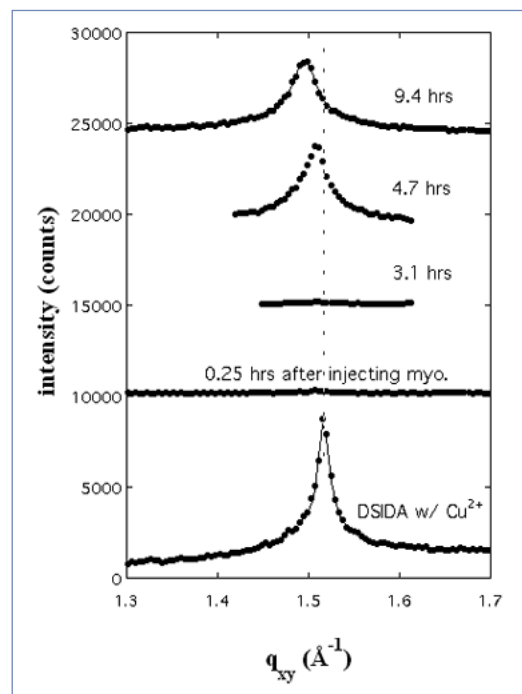 30000
9.4 hrs
25000
4.7 hrs
20000
3.1 hrs
15000
0.25 hrs after injecting myo.
10000
5000
DSIDA w/ Cu²⁺
0
1.3 1.4 1.5 1.6 1.7
intensity (counts)
q_xy (Å⁻¹)